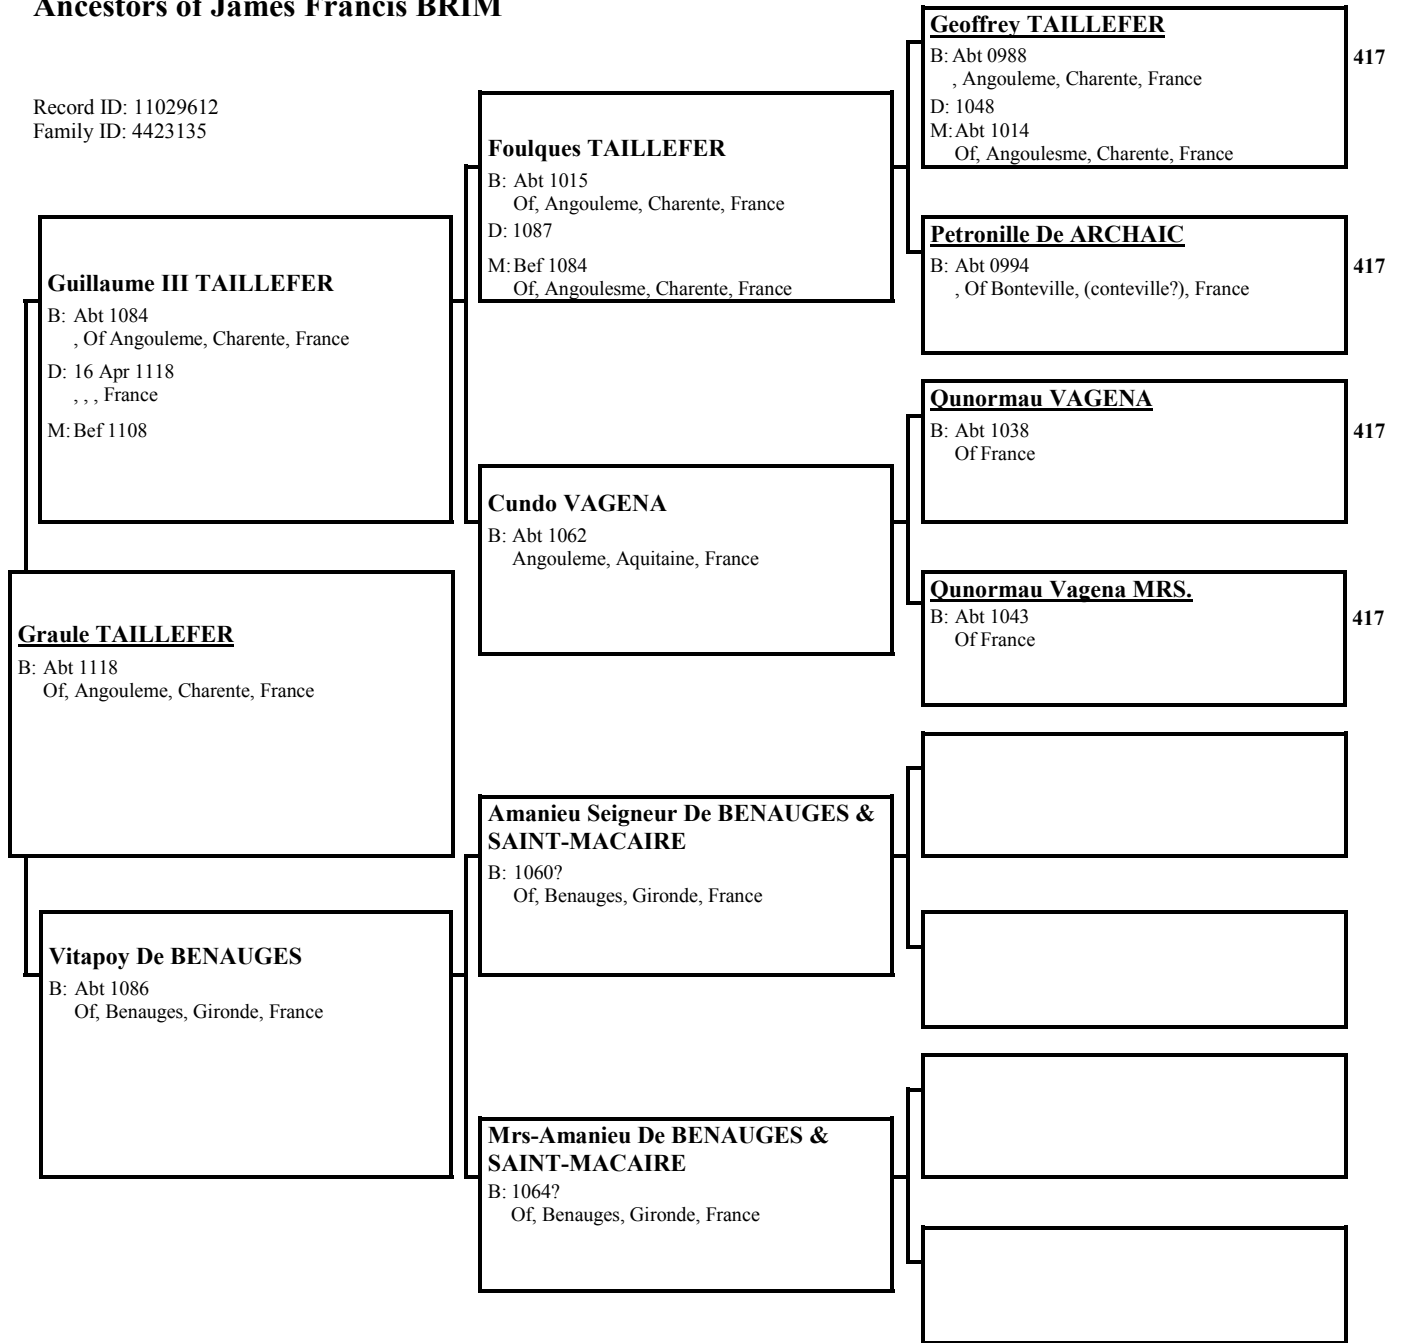 Ancestors of James Francis BRIM
Record ID: 11029612
Family ID: 4423135
Guillaume III TAILLEFER
B: Abt 1084
, Of Angouleme, Charente, France
D: 16 Apr 1118
, , , France
M: Bef 1108
Graule TAILLEFER
B: Abt 1118
Of, Angouleme, Charente, France
Vitapoy De BENAUGES
B: Abt 1086
Of, Benauges, Gironde, France
Foulques TAILLEFER
B: Abt 1015
Of, Angouleme, Charente, France
D: 1087
M: Bef 1084
Of, Angoulesme, Charente, France
Cundo VAGENA
B: Abt 1062
Angouleme, Aquitaine, France
Amanieu Seigneur De BENAUGES &
SAINT-MACAIRE
B: 1060?
Of, Benauges, Gironde, France
Mrs-Amanieu De BENAUGES &
SAINT-MACAIRE
B: 1064?
Of, Benauges, Gironde, France
Geoffrey TAILLEFER
B: Abt 0988
417
, Angouleme, Charente, France
D: 1048
M: Abt 1014
Of, Angoulesme, Charente, France
Petronille De ARCHAIC
B: Abt 0994
417
, Of Bonteville, (conteville?), France
Qunormau VAGENA
B: Abt 1038
417
Of France
Qunormau Vagena MRS.
B: Abt 1043
417
Of France